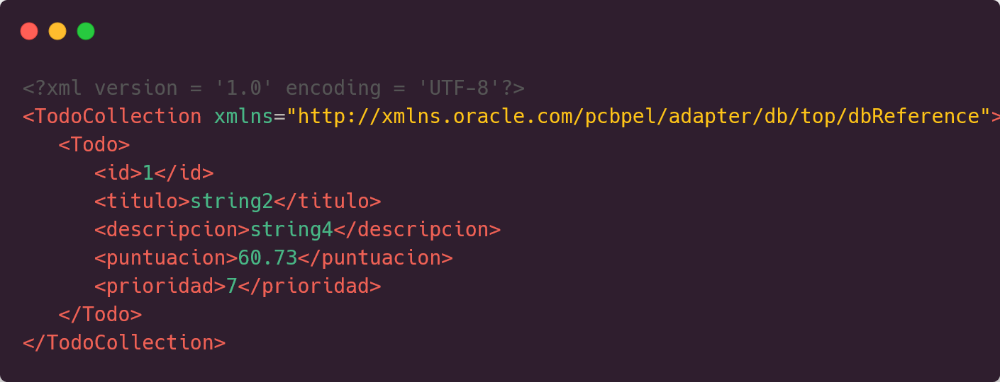 <?xml version = '1.0' encoding = 'UTF-8'?>
<TodoCollection xmlns="http://xmlns.oracle.com/pcbpel/adapter/db/top/dbReference">
   <Todo>
      <id>1</id>
      <titulo>string2</titulo>
      <descripcion>string4</descripcion>
      <puntuacion>60.73</puntuacion>
      <prioridad>7</prioridad>
   </Todo>
</TodoCollection>